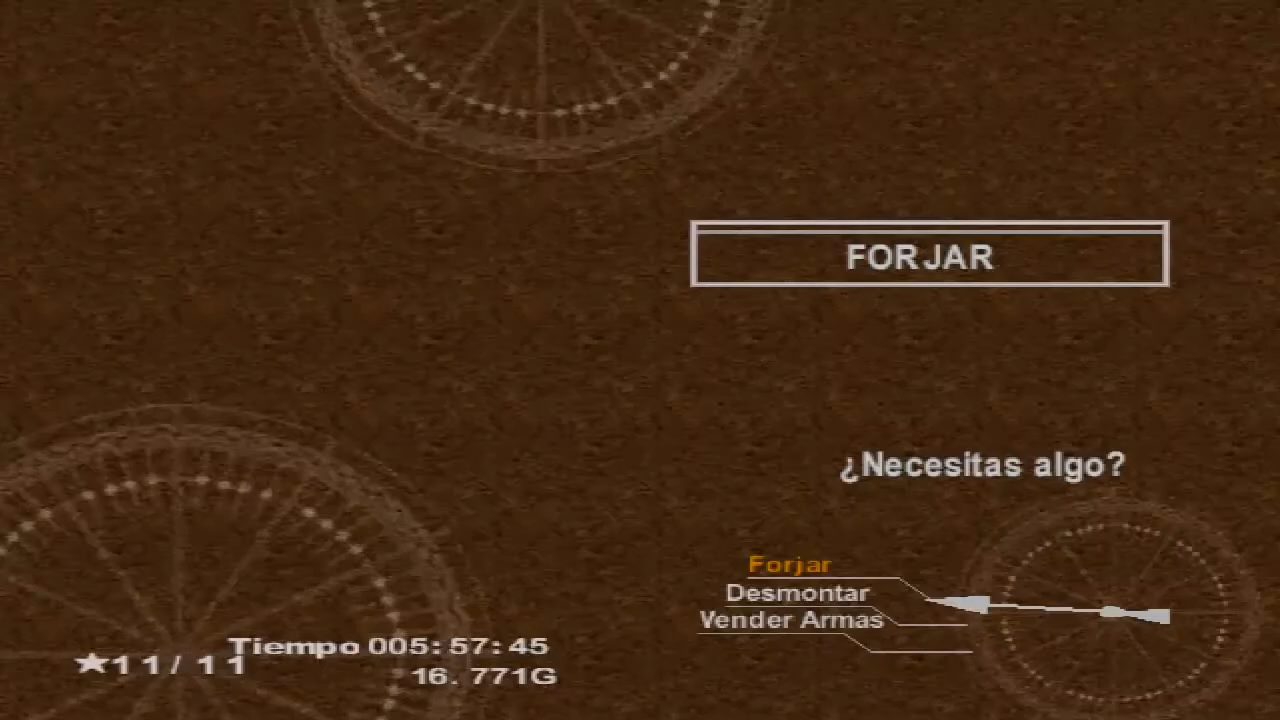 FORJAR
¿Necesitas algo?
Forjar
Desmontar
Vender Armas
Tiempo 005:57:45
★11/11
16.771G